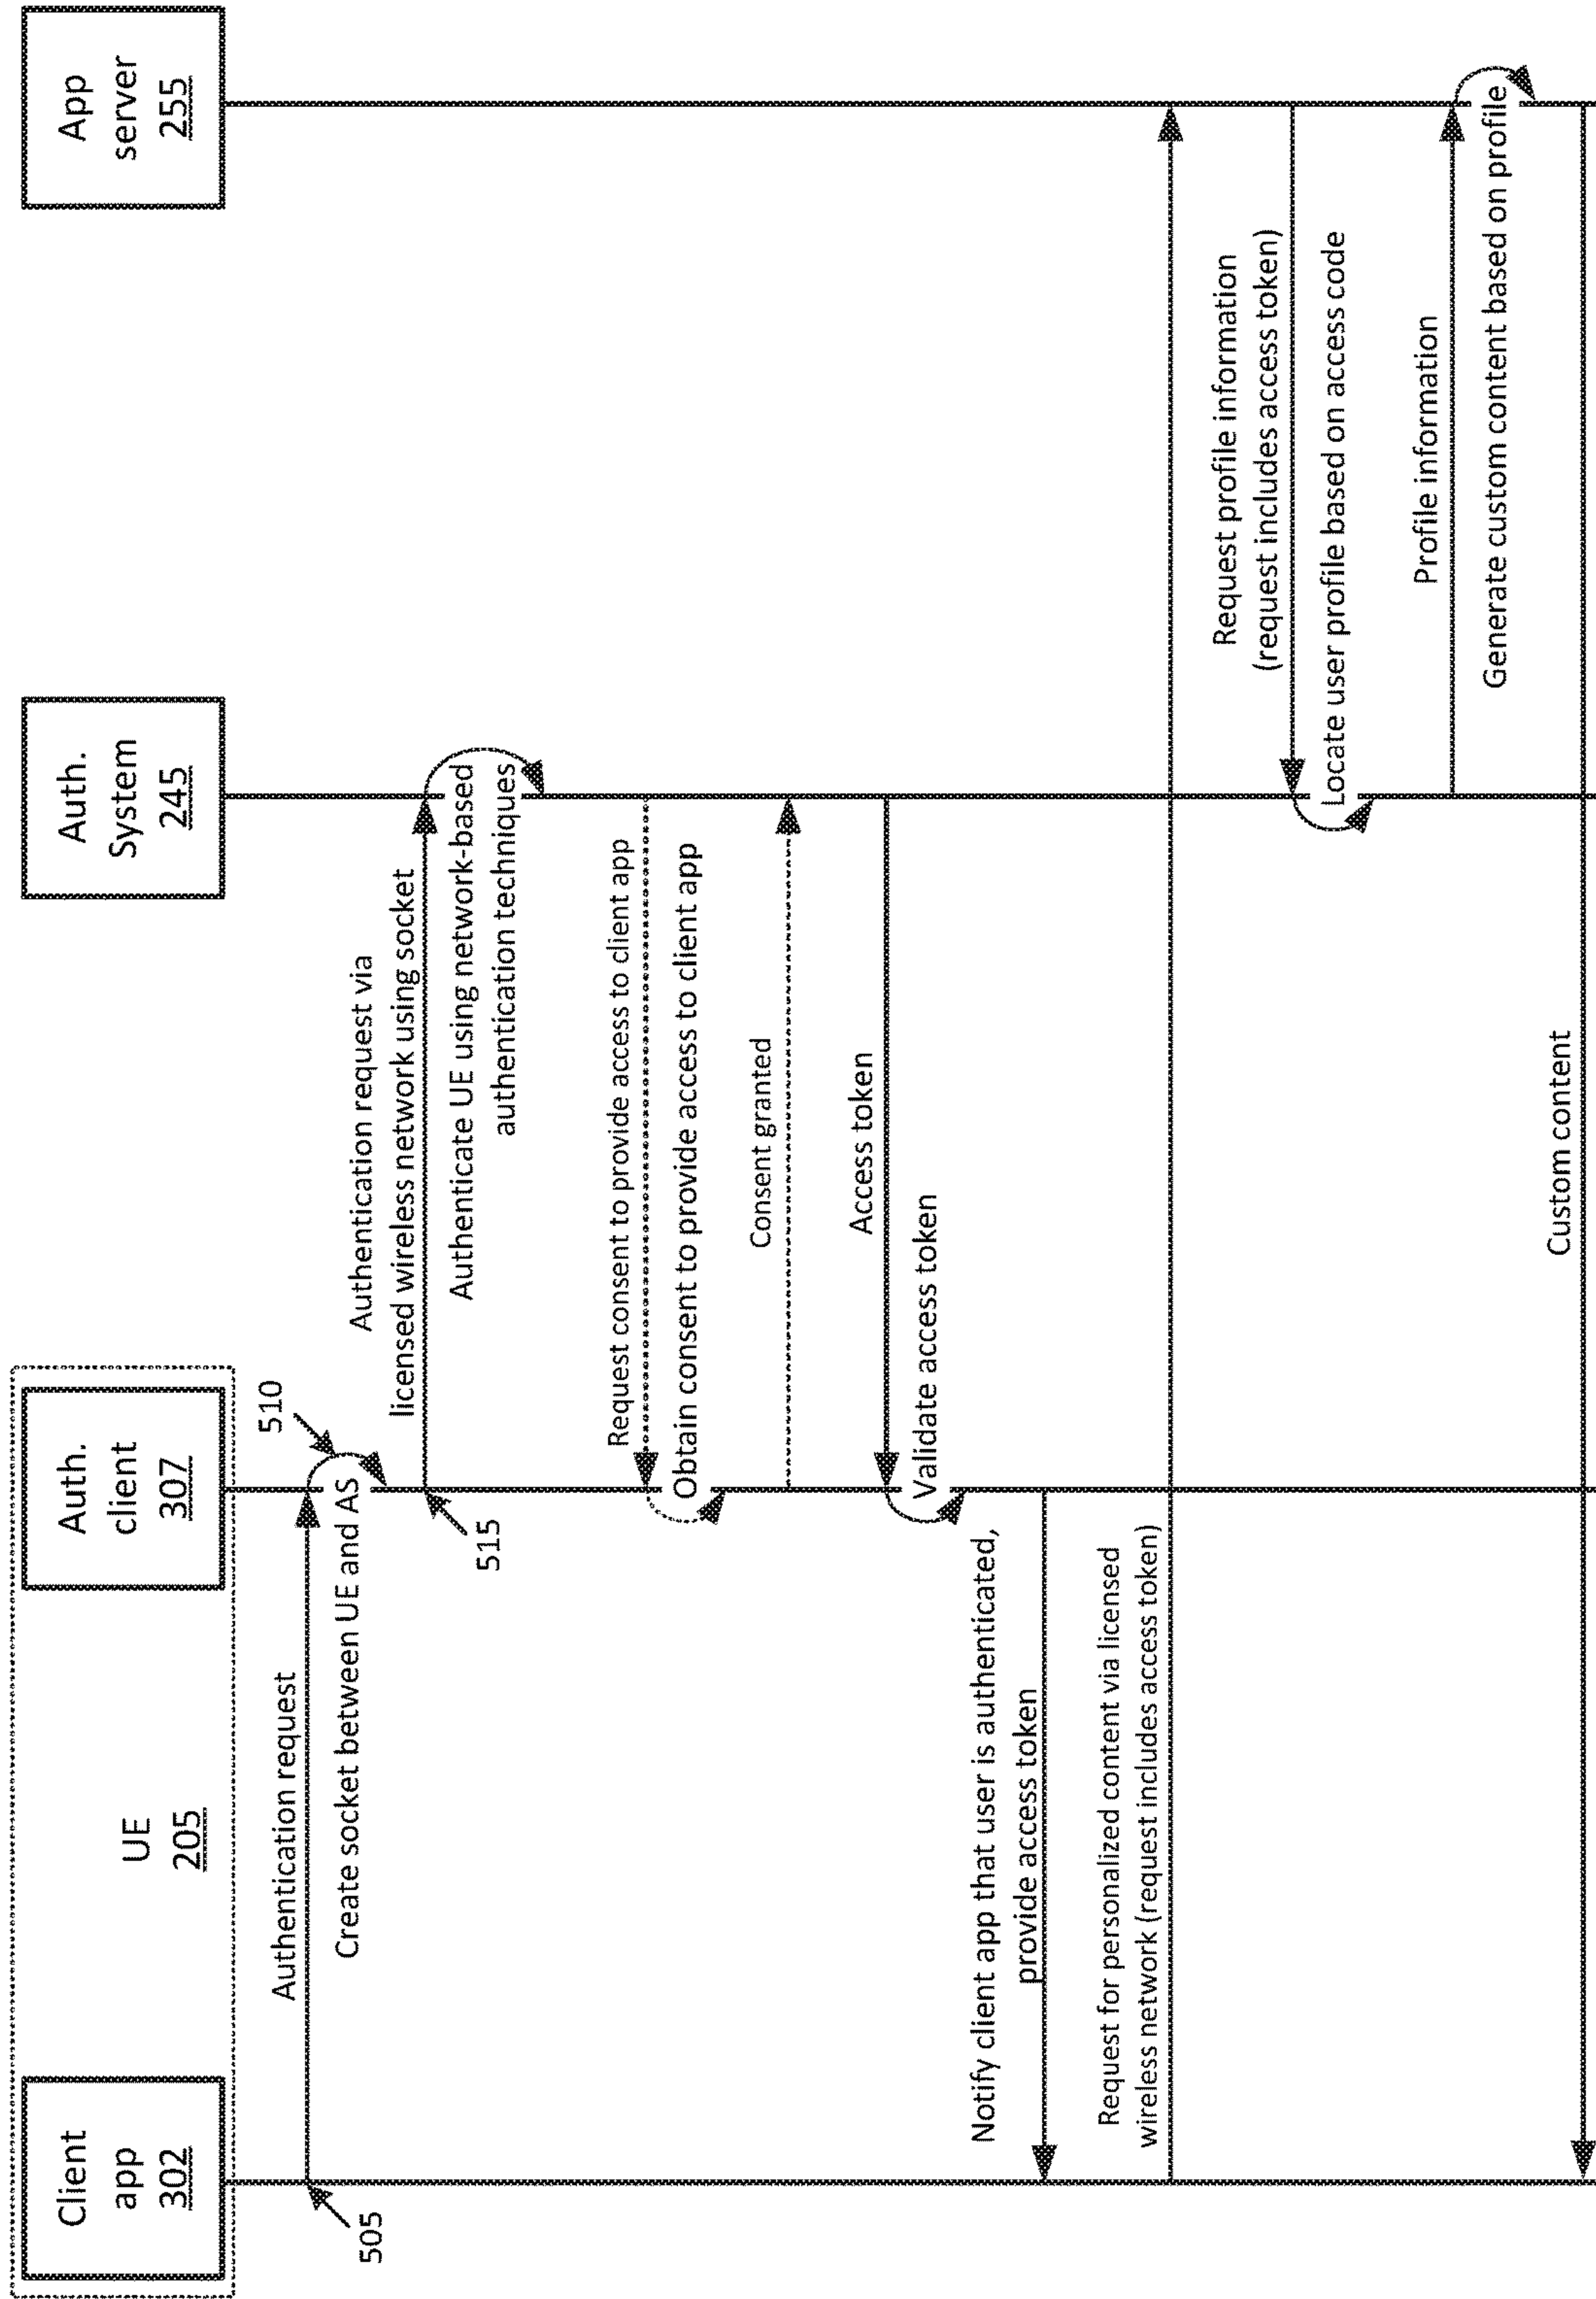 UE
205
Client
app
302
Auth.
client
307
Auth.
System
245
App
server
255
505
Authentication request
510
Create socket between UE and AS
515
Authentication request via
licensed wireless network using socket
Authenticate UE using network-based
authentication techniques
Request consent to provide access to client app
Obtain consent to provide access to client app
Consent granted
Access token
Validate access token
Notify client app that user is authenticated,
provide access token
Request for personalized content via licensed
wireless network (request includes access token)
Request profile information
(request includes access token)
Locate user profile based on access code
Profile information
Generate custom content based on profile
Custom content